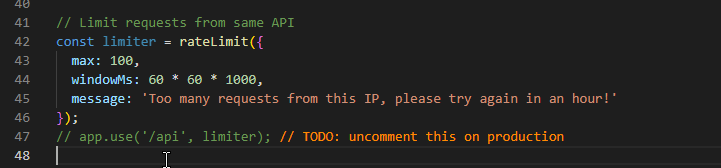 40
41 // Limit requests from same API
42 const limiter = rateLimit({
43 max: 100,
44 windowMs: 60 * 60 * 1000,
45 message: 'Too many requests from this IP, please try again in an hour!'
46 });
47 // app.use('/api', limiter); // TODO: uncomment this on production
48